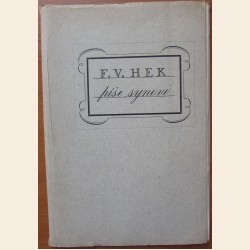 F. V. HEK
píše synovi